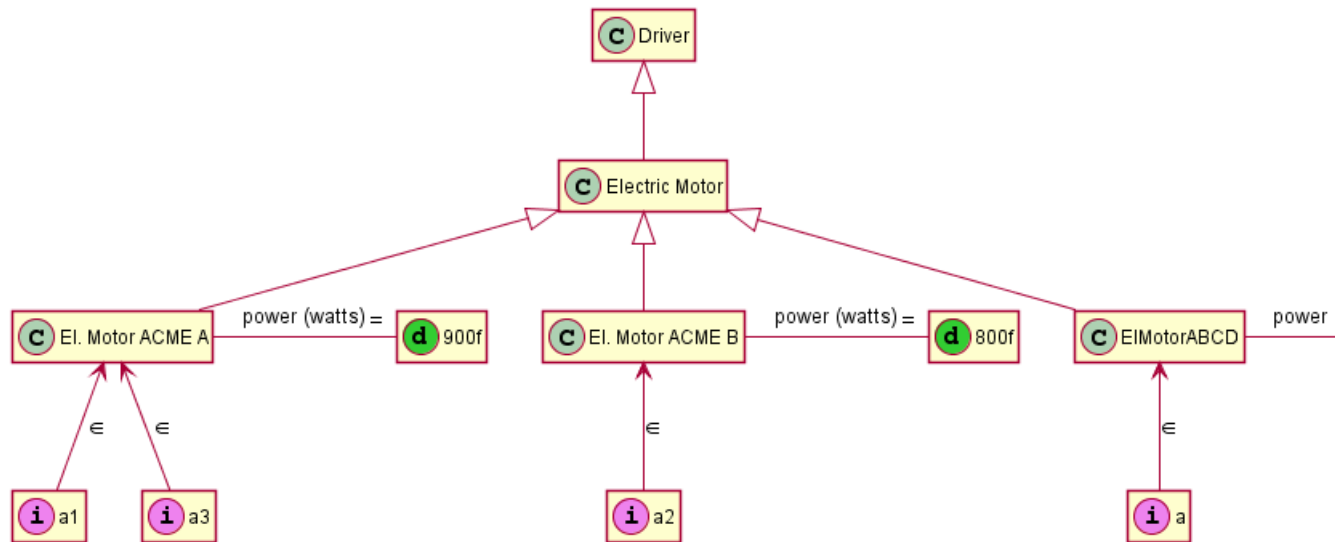 C Driver
C Electric Motor
C El. Motor ACME A
power (watts) =
d 900f
C El. Motor ACME B
power (watts) =
d 800f
C ElMotorABCD
power
∈
∈
∈
∈
i a1
i a3
i a2
i a